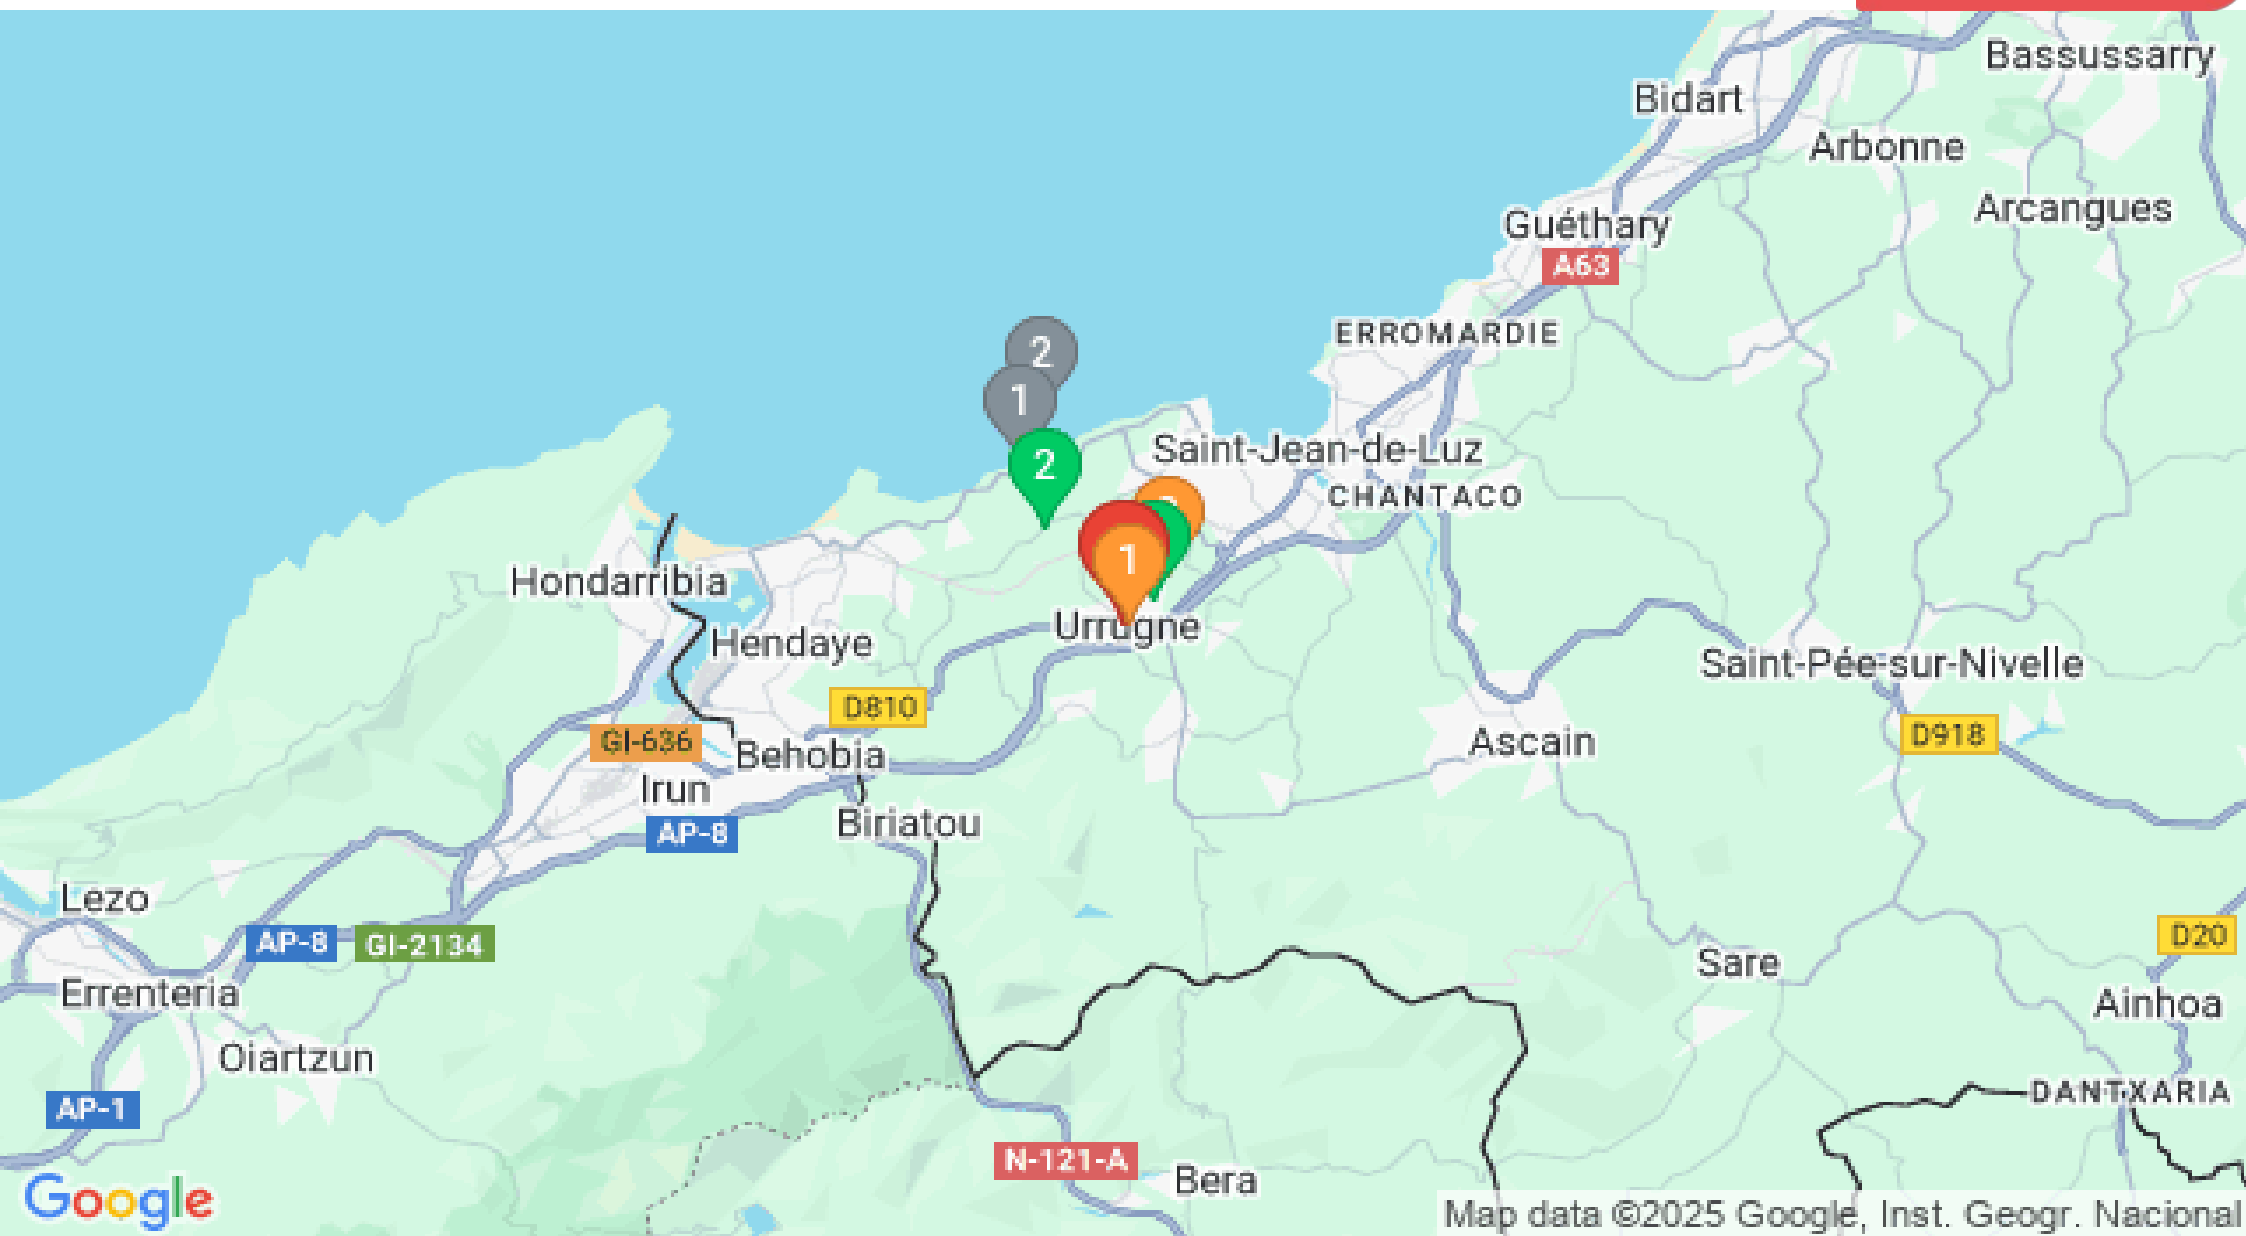 Bassussarry
Bidart
Arbonne
Arcangues
Guéthary
A63
ERROMARDIE
2
1
Saint-Jean-de-Luz
2
CHANTACO
1
Hondarribia
Urrugne
Hendaye
Saint-Pée-sur-Nivelle
D810
D918
GI-636
Behobia
Ascain
Irun
Biriatou
AP-8
Lezo
D20
AP-8
GI-2134
Sare
Errenteria
Ainhoa
Oiartzun
DANTXARIA
AP-1
N-121-A
Bera
Google
Map data ©2025 Google, Inst. Geogr. Nacional